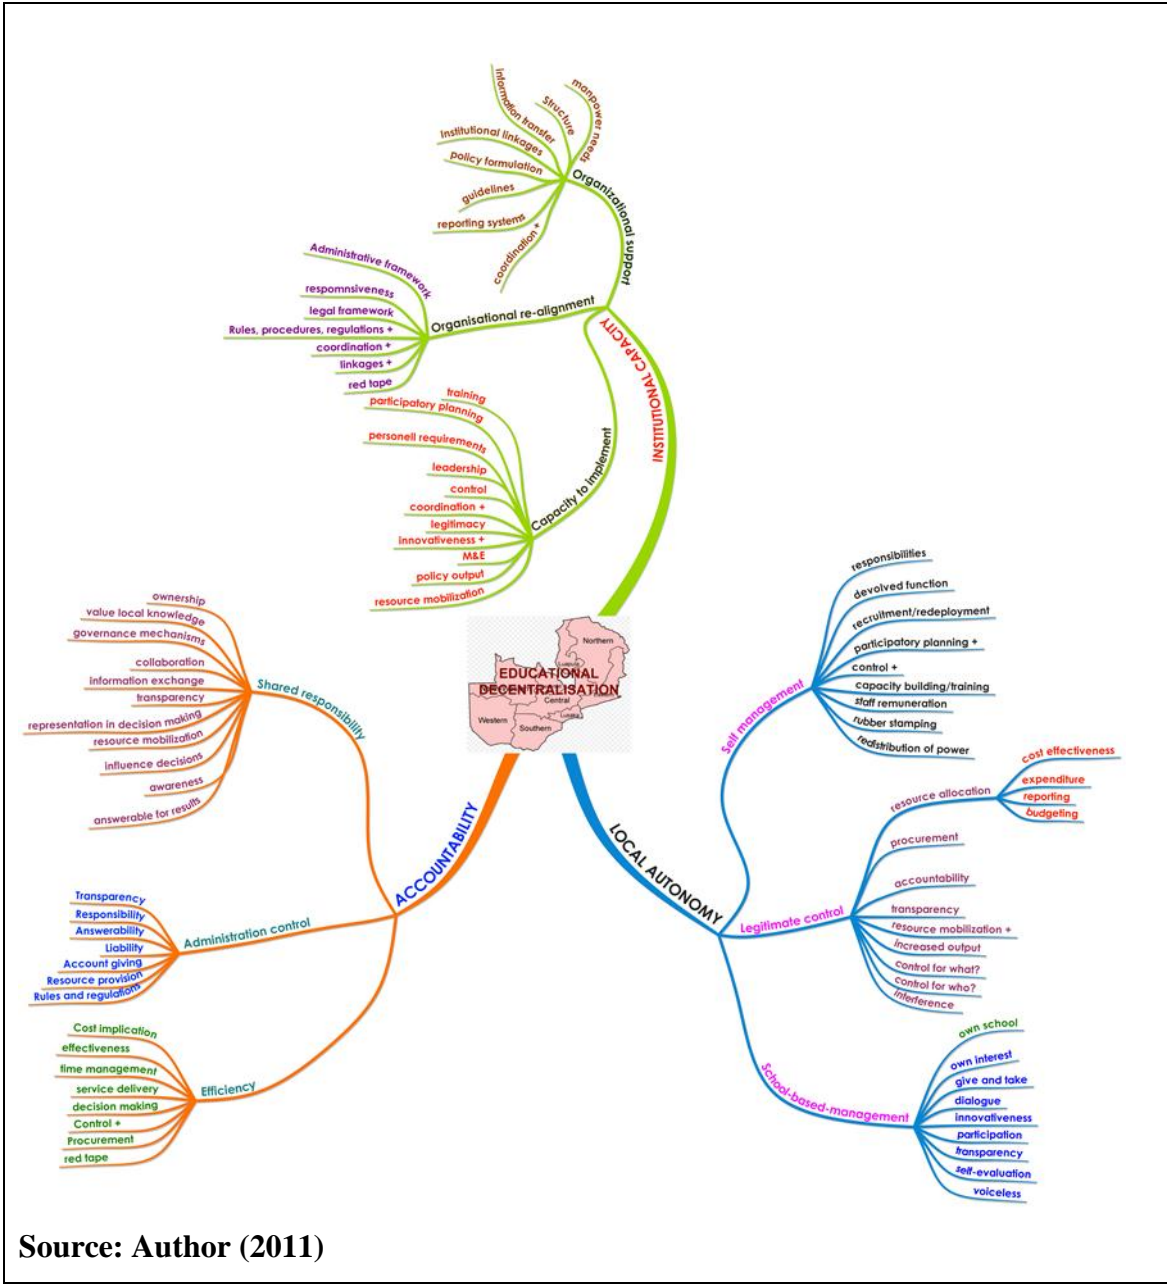 information transfer
Structure
manpower needs
Institutional linkages
policy formulation
guidelines
reporting systems
coordination +
Organizational support
Administrative framework
respomnsiveness
legal framework
Rules, procedures, regulations +
coordination +
linkages +
red tape
Organisational re-alignment
INSTITUTIONAL CAPACITY
training
participatory planning
personell requirements
leadership
control
coordination +
legitimacy
innovativeness +
M&E
policy output
resource mobilization
Capacity to implement
Northern
EDUCATIONAL
DECENTRALISATION
Central
Western
Southern
ownership
value local knowledge
governance mechanisms
collaboration
information exchange
transparency
representation in decision making
resource mobilization
influence decisions
awareness
answerable for results
Shared responsibility
ACCOUNTABILITY
Transparency
Responsibility
Answerability
Liability
Account giving
Resource provision
Rules and regulations
Administration control
Cost implication
effectiveness
time management
service delivery
decision making
Control +
Procurement
red tape
Efficiency
LOCAL AUTONOMY
Self management
responsibilities
devolved function
recruitment/redeployment
participatory planning +
control +
capacity building/training
staff remuneration
rubber stamping
redistribution of power
Legitimate control
resource allocation
cost effectiveness
expenditure
reporting
budgeting
procurement
accountability
transparency
resource mobilization +
increased output
control for what?
control for who?
interference
School-based-management
own school
own interest
give and take
dialogue
innovativeness
participation
transparency
self-evaluation
voiceless
Source: Author (2011)